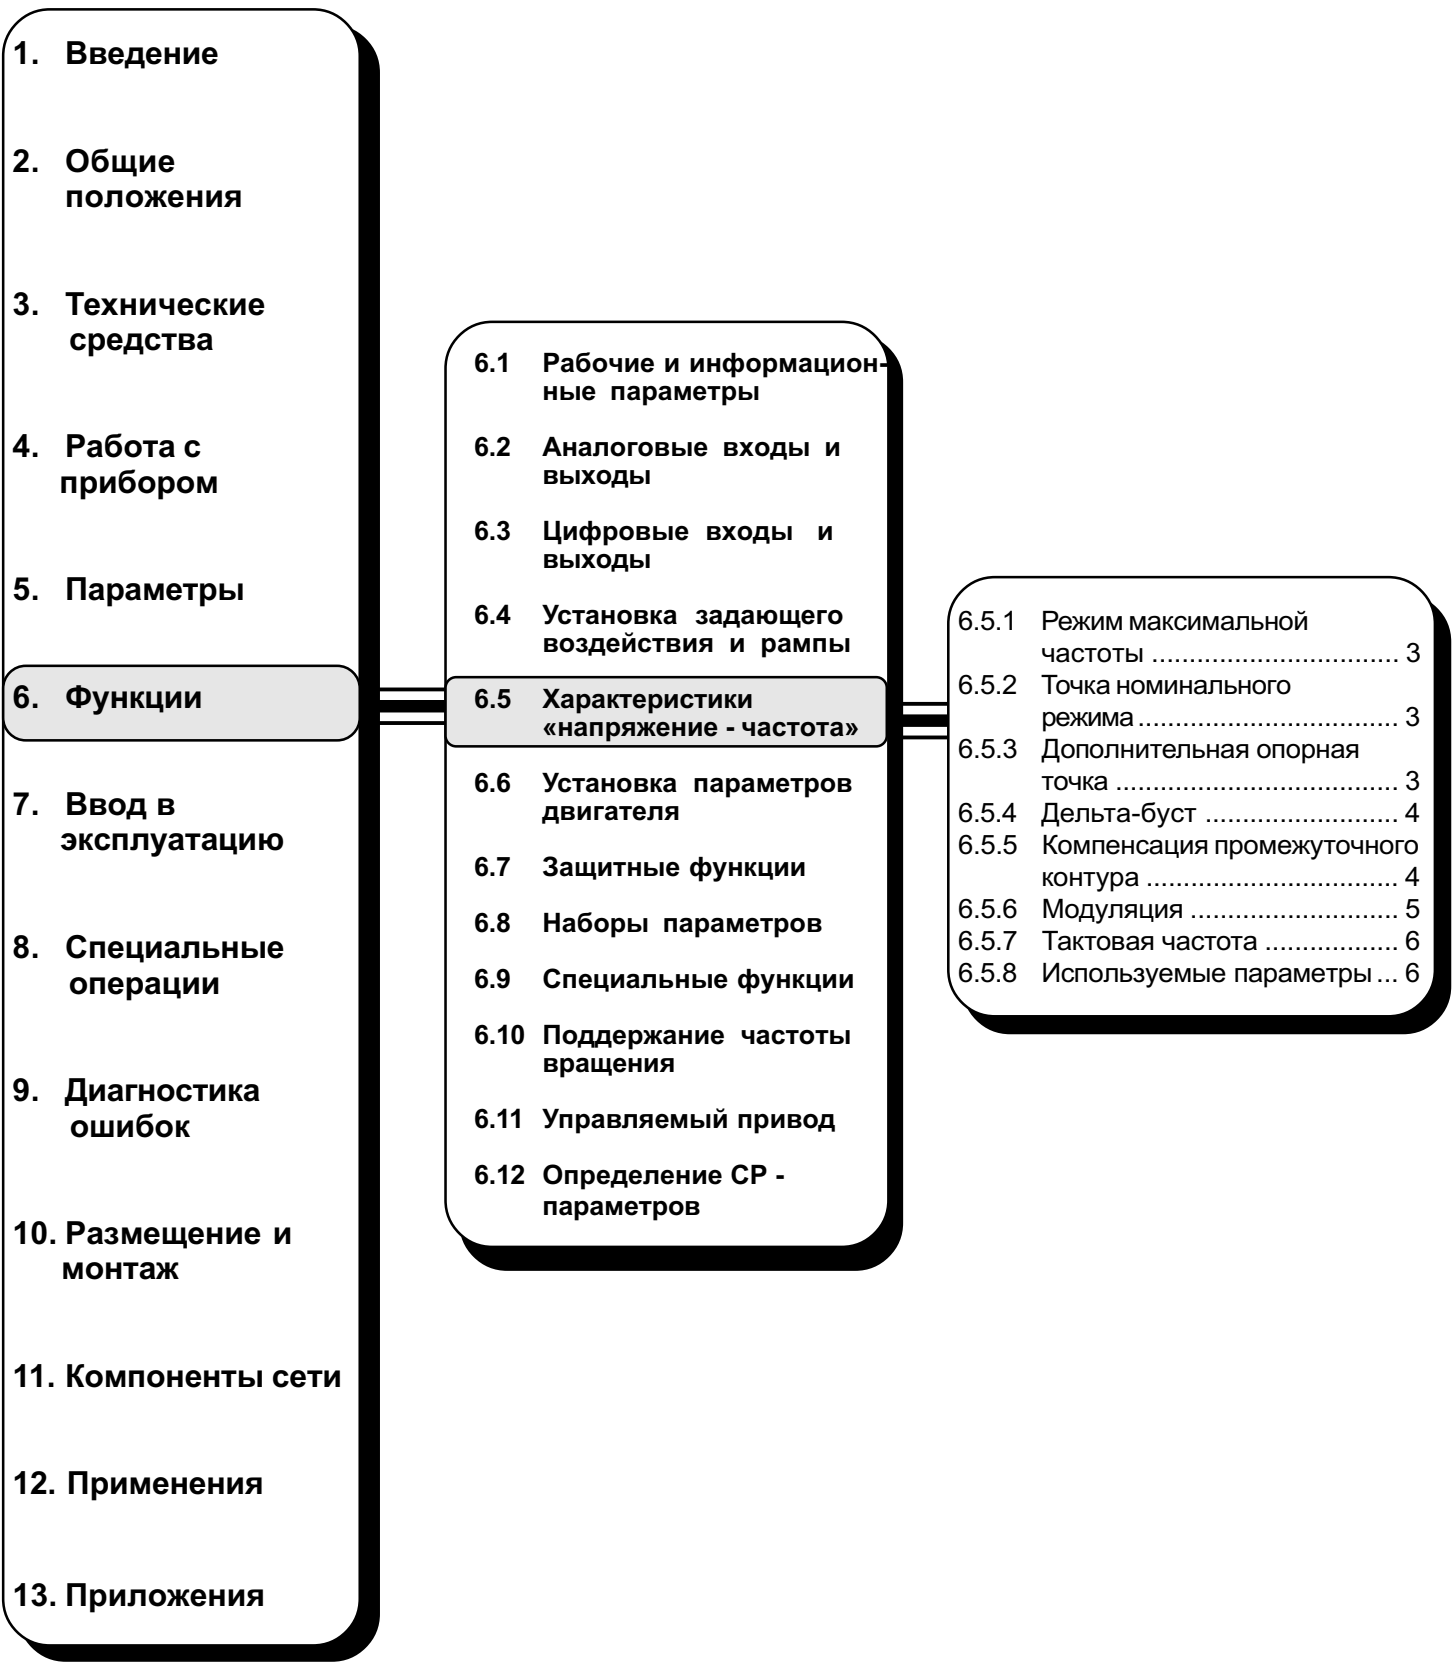 1. Введение
2. Общие
положения
3. Технические
средства
4. Работа с
прибором
5. Параметры
6. Функции
7. Ввод в
эксплуатацию
8. Специальные
операции
9. Диагностика
ошибок
10. Размещение и
монтаж
11. Компоненты сети
12. Применения
13. Приложения
6.1 Рабочие и информацион-
ные параметры
6.2 Аналоговые входы и
выходы
6.3 Цифровые входы и
выходы
6.4 Установка задающего
воздействия и рампы
6.5 Характеристики
«напряжение - частота»
6.6 Установка параметров
двигателя
6.7 Защитные функции
6.8 Наборы параметров
6.9 Специальные функции
6.10 Поддержание частоты
вращения
6.11 Управляемый привод
6.12 Определение CP -
параметров
6.5.1 Режим максимальной
частоты .................................. 3
6.5.2 Точка номинального
режима .................................... 3
6.5.3 Дополнительная опорная
точка ....................................... 3
6.5.4 Дельта-буст .......................... 4
6.5.5 Компенсация промежуточного
контура .................................. 4
6.5.6 Модуляция ............................ 5
6.5.7 Тактовая частота .................. 6
6.5.8 Используемые параметры ... 6